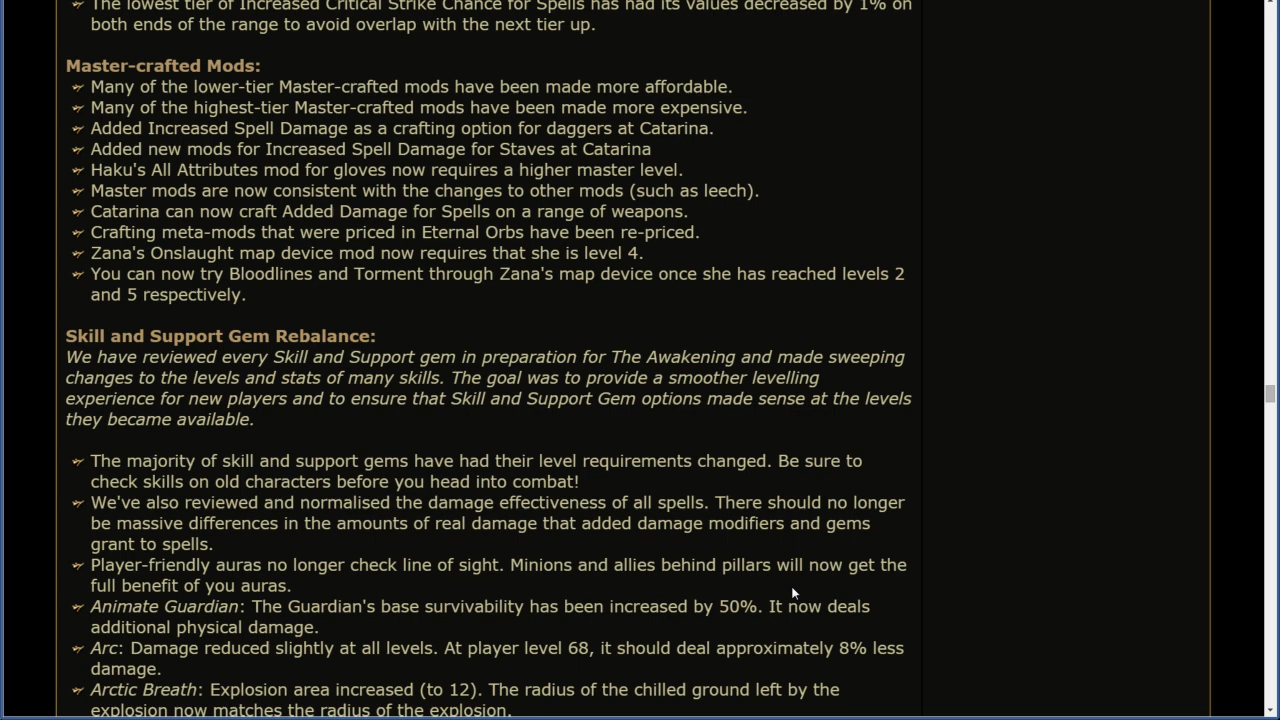 The lowest tier of Increased Critical Strike Chance for Spells has had its values decreased by 1% on
both ends of the range to avoid overlap with the next tier up.
Master-crafted Mods:
Many of the lower-tier Master-crafted mods have been made more affordable.
Many of the highest-tier Master-crafted mods have been made more expensive.
Added Increased Spell Damage as a crafting option for daggers at Catarina.
Added new mods for Increased Spell Damage for Staves at Catarina
Haku's All Attributes mod for gloves now requires a higher master level.
Master mods are now consistent with the changes to other mods (such as leech).
Catarina can now craft Added Damage for Spells on a range of weapons.
Crafting meta-mods that were priced in Eternal Orbs have been re-priced.
Zana's Onslaught map device mod now requires that she is level 4.
You can now try Bloodlines and Torment through Zana's map device once she has reached levels 2
and 5 respectively.
Skill and Support Gem Rebalance:
We have reviewed every Skill and Support gem in preparation for The Awakening and made sweeping
changes to the levels and stats of many skills. The goal was to provide a smoother levelling
experience for new players and to ensure that Skill and Support Gem options made sense at the levels
they became available.
The majority of skill and support gems have had their level requirements changed. Be sure to
check skills on old characters before you head into combat!
We've also reviewed and normalised the damage effectiveness of all spells. There should no longer
be massive differences in the amounts of real damage that added damage modifiers and gems
grant to spells.
Player-friendly auras no longer check line of sight. Minions and allies behind pillars will now get the
full benefit of you auras.
Animate Guardian: The Guardian's base survivability has been increased by 50%. It now deals
additional physical damage.
Arc: Damage reduced slightly at all levels. At player level 68, it should deal approximately 8% less
damage.
Arctic Breath: Explosion area increased (to 12). The radius of the chilled ground left by the
explosion now matches the radius of the explosion.